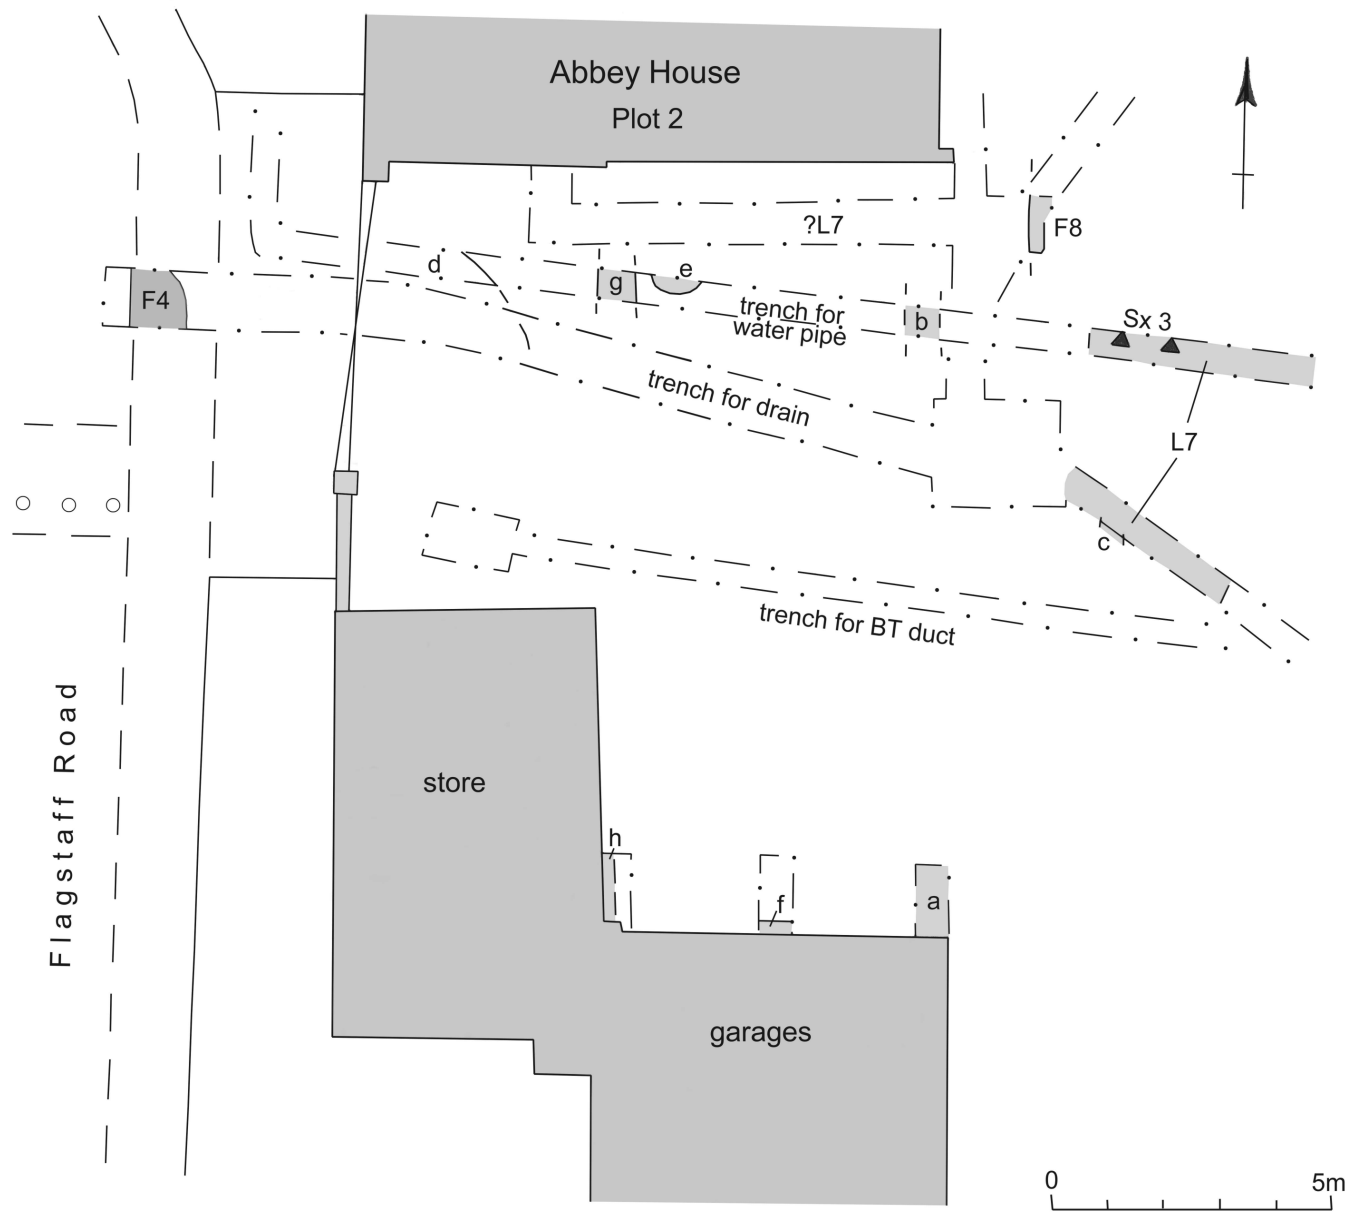 Abbey House
Plot 2
?L7
F8
d
e
g
F4
trench for
water pipe
b
Sx 3
trench for drain
L7
c
trench for BT duct
Flagstaff Road
store
h
f
a
garages
0 5m